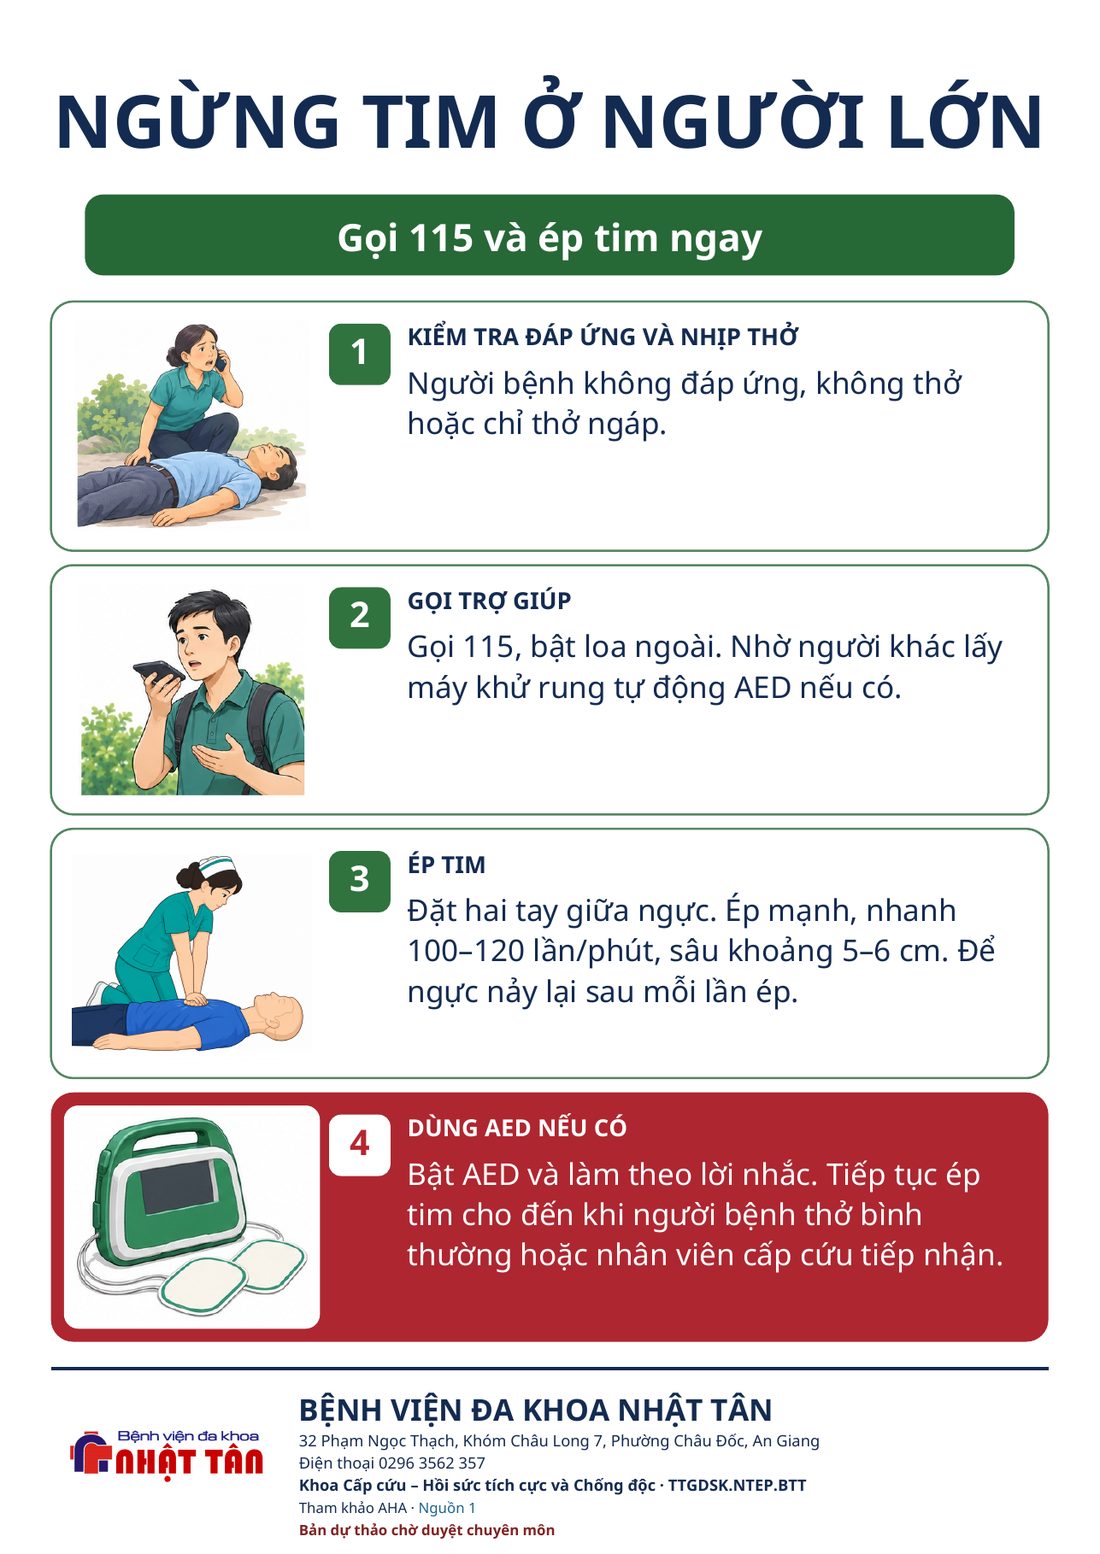 NGỪNG TIM Ở NGƯỜI LỚN
Gọi 115 và ép tim ngay
1
KIỂM TRA ĐÁP ỨNG VÀ NHỊP THỞ
Người bệnh không đáp ứng, không thở
hoặc chỉ thở ngáp.
2
GỌI TRỢ GIÚP
Gọi 115, bật loa ngoài. Nhờ người khác lấy
máy khử rung tự động AED nếu có.
3
ÉP TIM
Đặt hai tay giữa ngực. Ép mạnh, nhanh
100–120 lần/phút, sâu khoảng 5–6 cm. Để
ngực nảy lại sau mỗi lần ép.
4
DÙNG AED NẾU CÓ
Bật AED và làm theo lời nhắc. Tiếp tục ép
tim cho đến khi người bệnh thở bình
thường hoặc nhân viên cấp cứu tiếp nhận.
Bệnh viện đa khoa
NHẬT TÂN
BỆNH VIỆN ĐA KHOA NHẬT TÂN
32 Phạm Ngọc Thạch, Khóm Châu Long 7, Phường Châu Đốc, An Giang
Điện thoại 0296 3562 357
Khoa Cấp cứu – Hồi sức tích cực và Chống độc · TTGDSK.NTEP.BTT
Tham khảo AHA · Nguồn 1
Bản dự thảo chờ duyệt chuyên môn